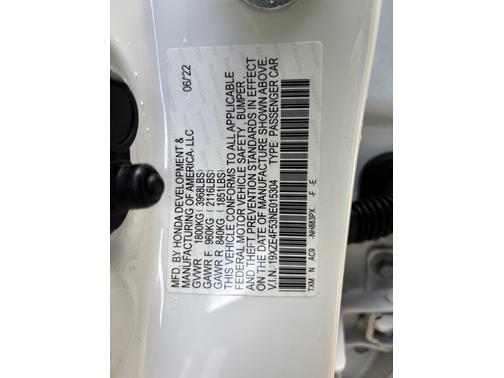 MFD. BY HONDA DEVELOPMENT &
MANUFACTURING OF AMERICA, LLC
06/'22
GVWR 1800KG (3968LBS)
GAWR F 960KG (2116LBS)
GAWR R 840KG (1851LBS)
THIS VEHICLE CONFORMS TO ALL APPLICABLE
FEDERAL MOTOR VEHICLE SAFETY, BUMPER,
AND THEFT PREVENTION STANDARDS IN EFFECT
ON THE DATE OF MANUFACTURE SHOWN ABOVE.
V.I.N.:19XZE4F53NE015304 TYPE: PASSENGER CAR
TXM N AC9 -NH883PX -F -E